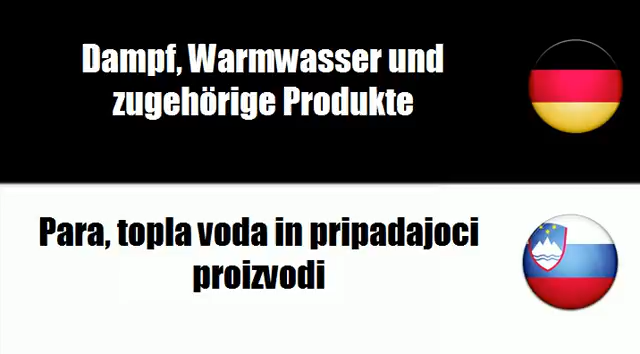 Dampf, Warmwasser und
zugehörige Produkte
Para, topla voda in pripadajoci
proizvodi